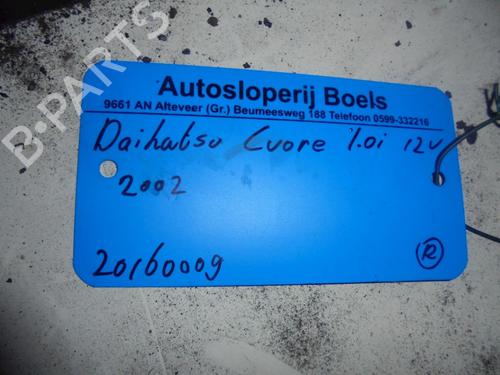 B-PARTS
Autosloperij Boels
9661 AN Alteveer (Gr.) Beumeesweg 188 Telefoon 0599-332216
Daihatsu Cuore 1.0i 12v
2002
20160009
R